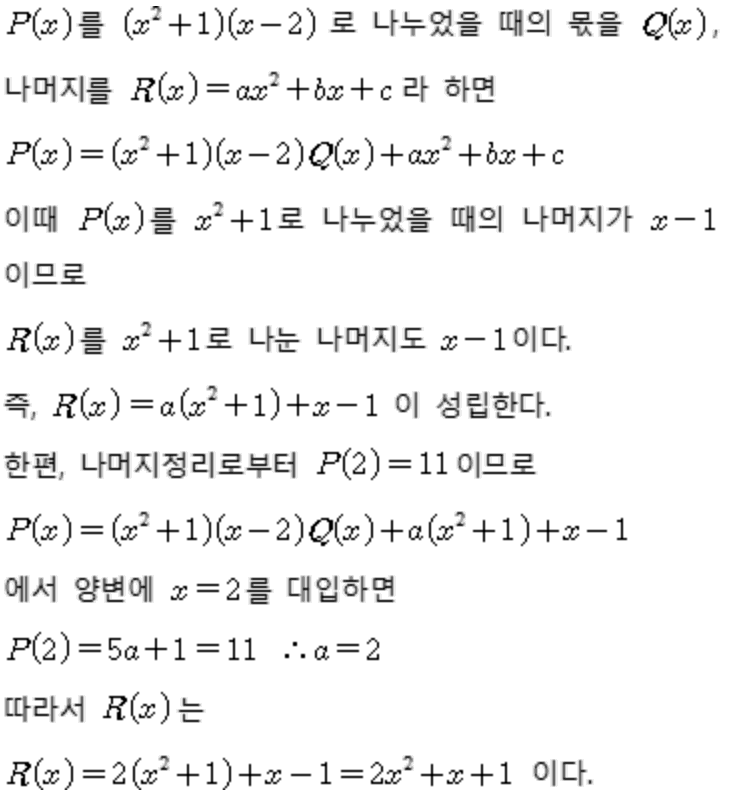 P(x)를 (x²+1)(x-2) 로 나누었을 때의 몫을 Q(x),
나머지를 R(x)=ax²+bx+c 라 하면
P(x)=(x²+1)(x-2)Q(x)+ax²+bx+c
이때 P(x)를 x²+1로 나누었을 때의 나머지가 x-1
이므로
R(x)를 x²+1로 나눈 나머지도 x-1이다.
즉, R(x)=a(x²+1)+x-1 이 성립한다.
한편, 나머지정리로부터 P(2)=11이므로
P(x)=(x²+1)(x-2)Q(x)+a(x²+1)+x-1
에서 양변에 x=2를 대입하면
P(2)=5a+1=11 ∴a=2
따라서 R(x)는
R(x)=2(x²+1)+x-1=2x²+x+1 이다.